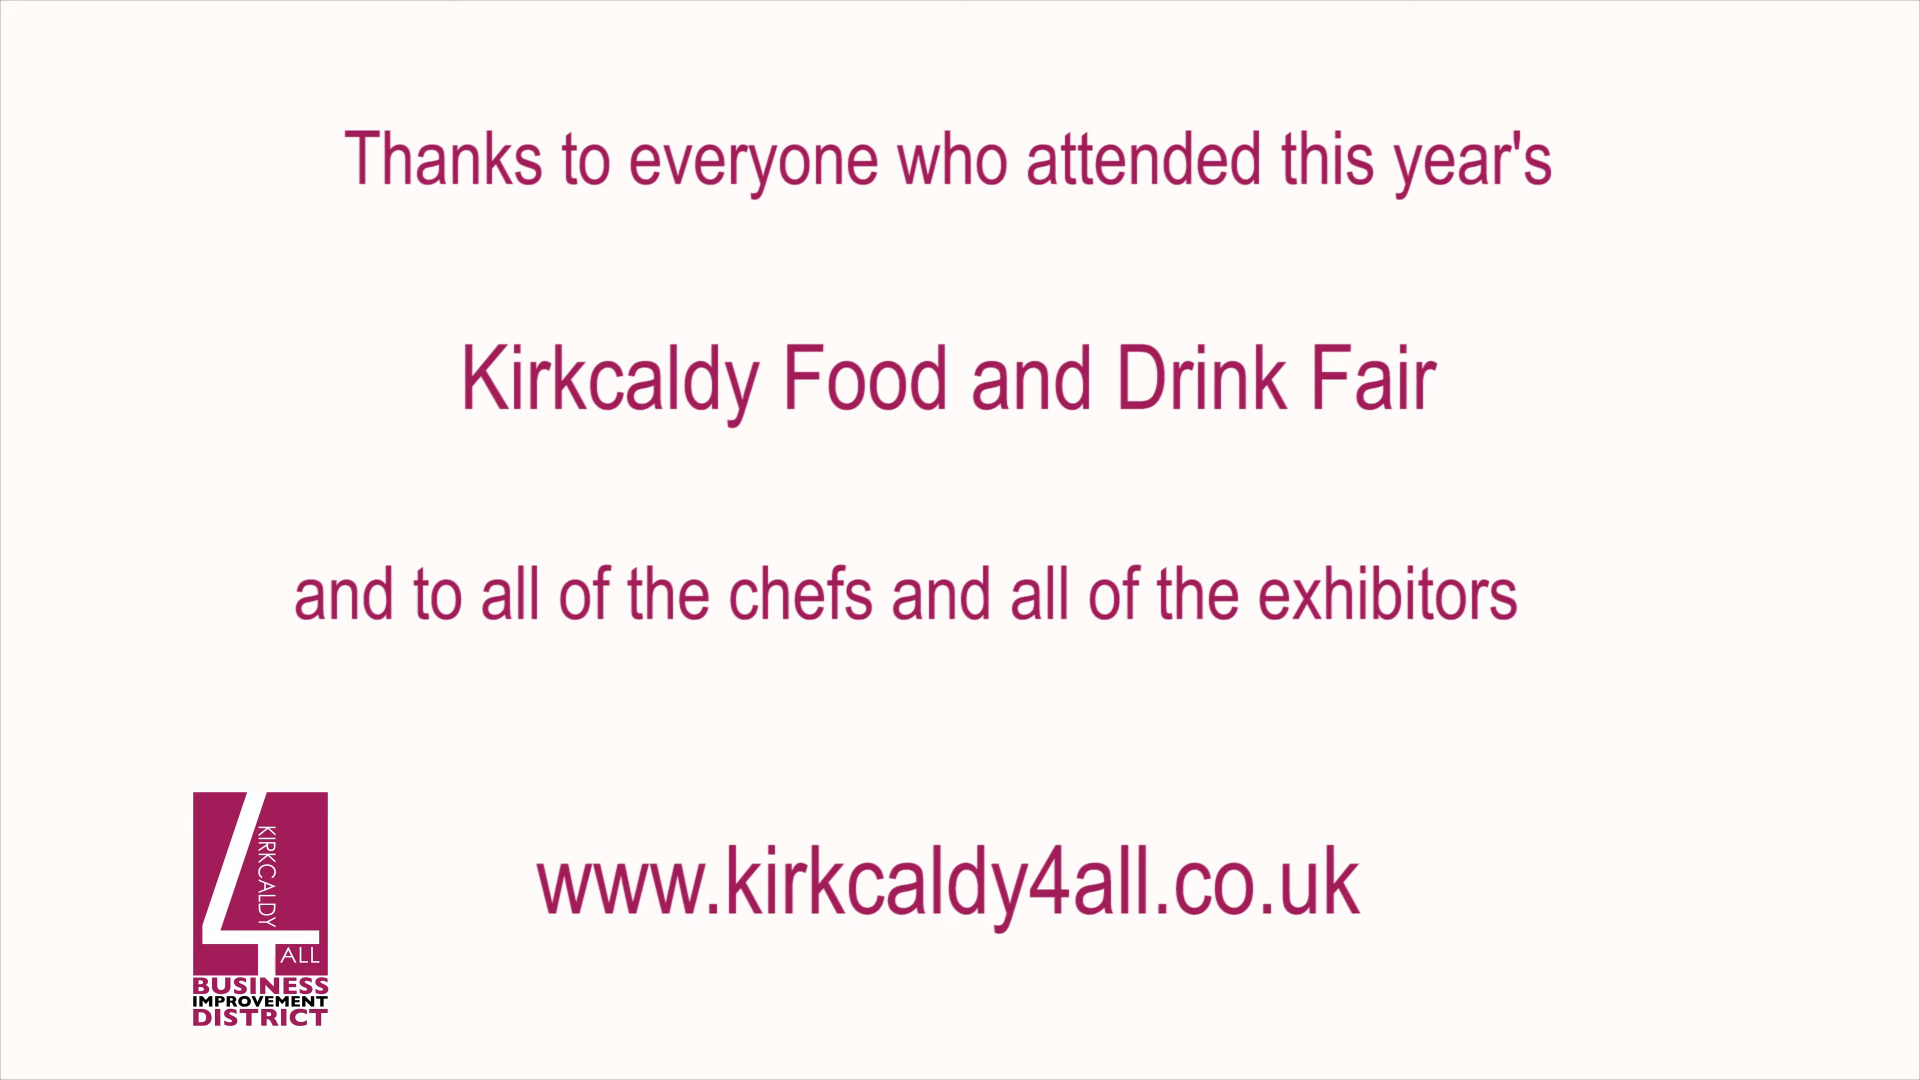 Thanks to everyone who attended this year's
Kirkcaldy Food and Drink Fair
and to all of the chefs and all of the exhibitors
www.kirkcaldy4all.co.uk
4
KIRKCALDY
ALL
BUSINESS
IMPROVEMENT
DISTRICT